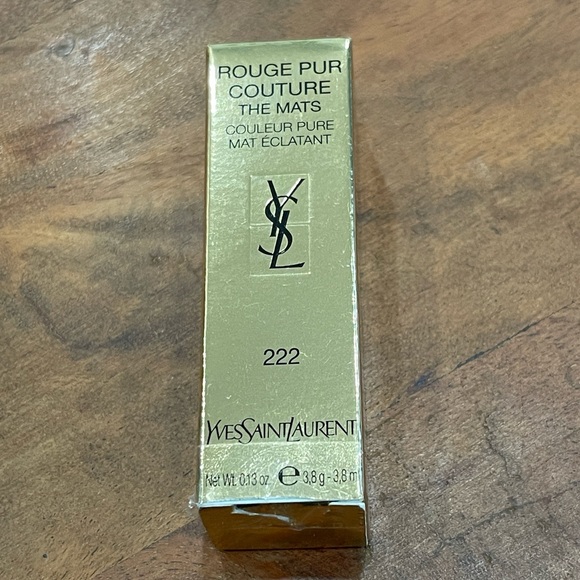 ROUGE PUR
COUTURE
THE MATS
COULEUR PURE
MAT ÉCLATANT
YSL
222
YVESSAINTLAURENT
Net Wt. 0.13 oz ℮ 3,8 g - 3,8 m